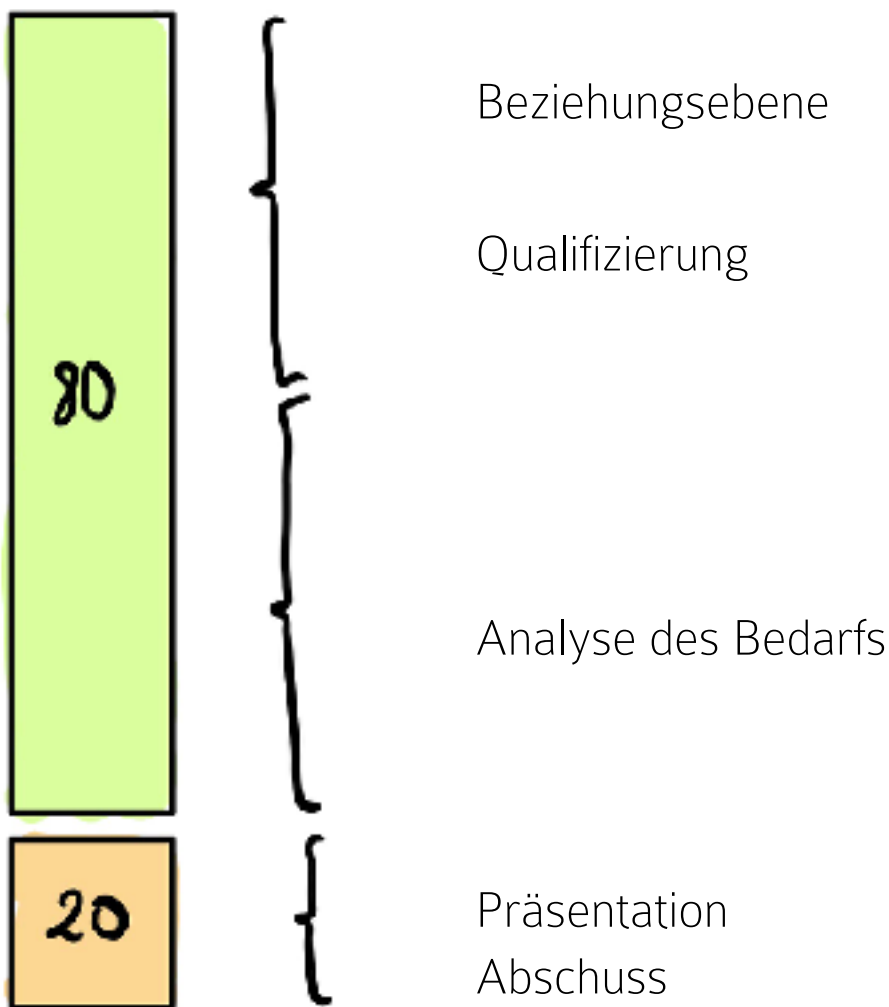 Beziehungsebene
Qualifizierung
80
Analyse des Bedarfs
20
Präsentation
Abschuss